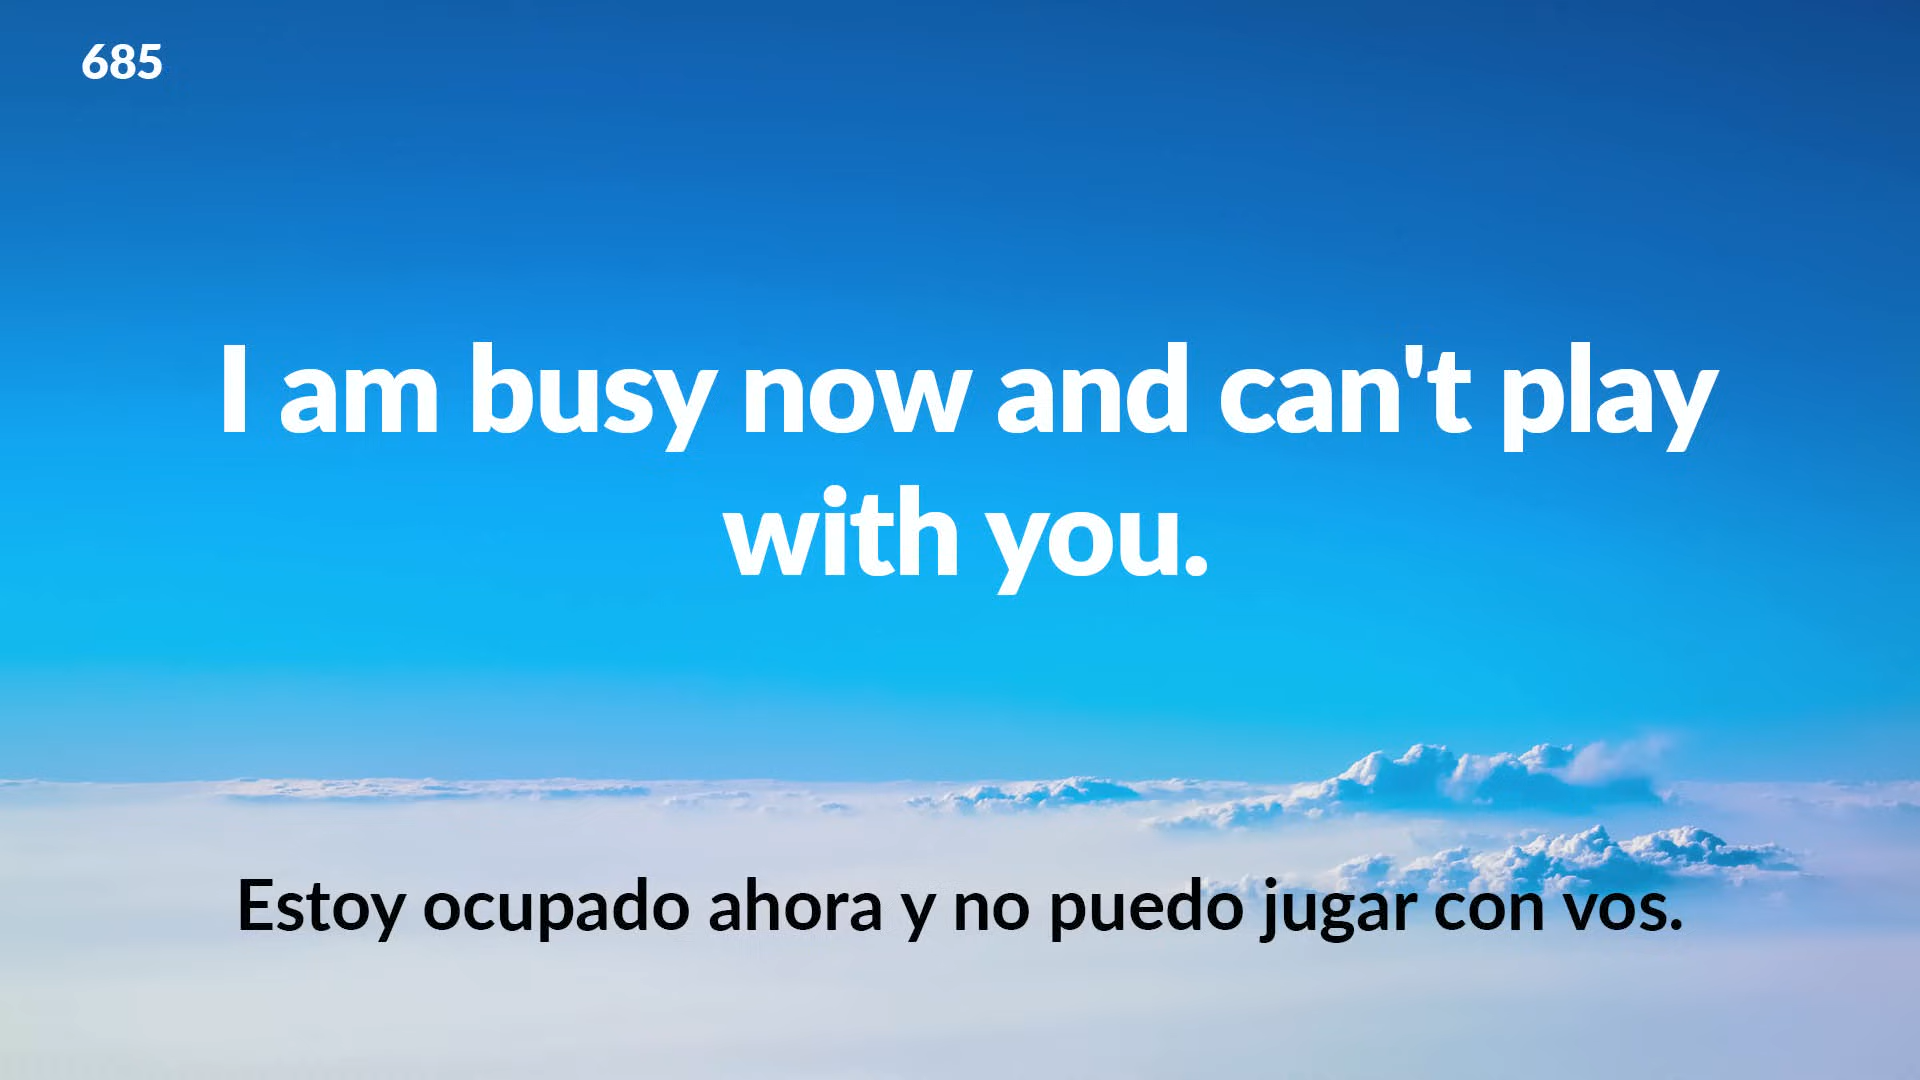 685
I am busy now and can't play
with you.
Estoy ocupado ahora y no puedo jugar con vos.